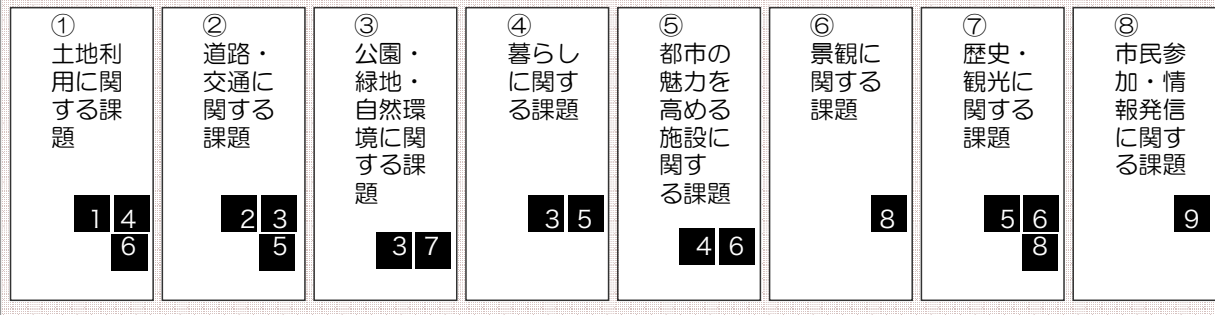 ①
土地利
用に関
する課
題
1 4
6
②
道路・
交通に
関する
課題
2 3
5
③
公園・
緑地・
自然環
境に関
する課
題
3 7
④
暮らし
に関す
る課題
3 5
⑤
都市の
魅力を
高める
施設に
関す
る課題
4 6
⑥
景観に
関する
課題
8
⑦
歴史・
観光に
関する
課題
5 6
8
⑧
市民参
加・情
報発信
に関す
る課題
9